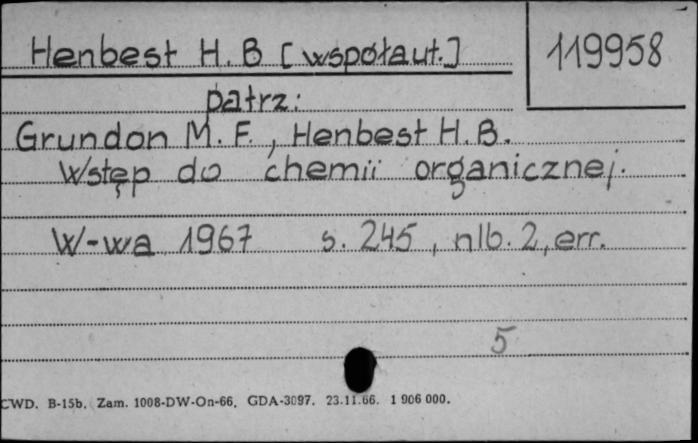 Henbest H. B [współaut.]
119958
patrz:
Grundon M. F., Henbest H. B.
Wstęp do chemii organicznej.
W-wa 1967 s. 245, nlb. 2, err.
5
CWD. B-15b. Zam. 1008-DW-On-66. GDA-3097. 23.11.66. 1 906 000.